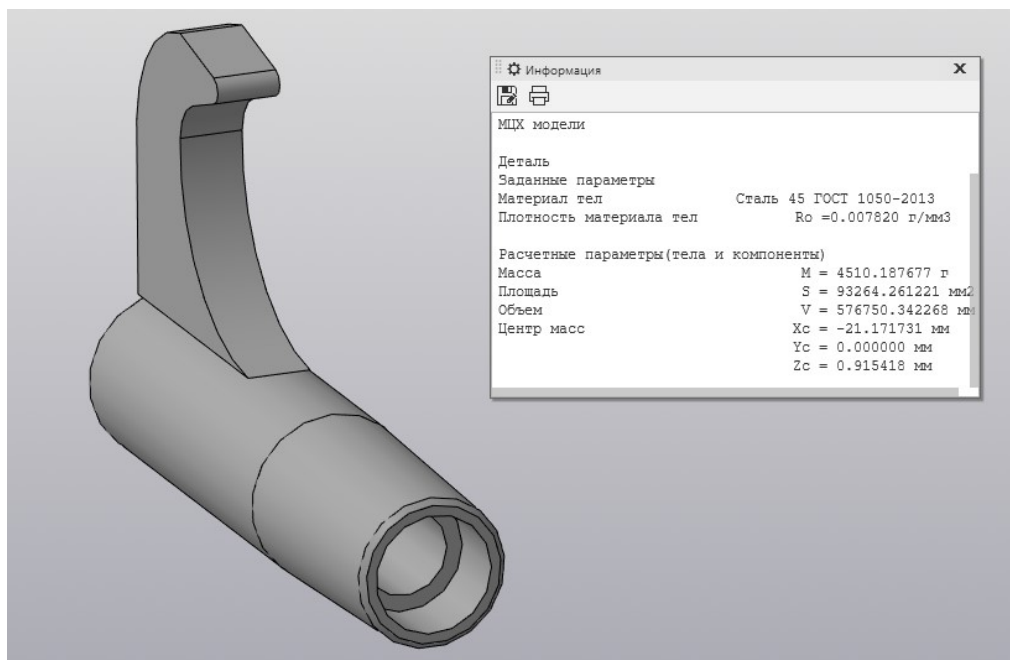 Информация
МЦХ модели
Деталь
Заданные параметры
Материал тел Сталь 45 ГОСТ 1050-2013
Плотность материала тел Ro =0.007820 г/мм3
Расчетные параметры(тела и компоненты)
Масса M = 4510.187677 г
Площадь S = 93264.261221 мм2
Объем V = 576750.342268 мм
Центр масс Xc = -21.171731 мм
Yc = 0.000000 мм
Zc = 0.915418 мм